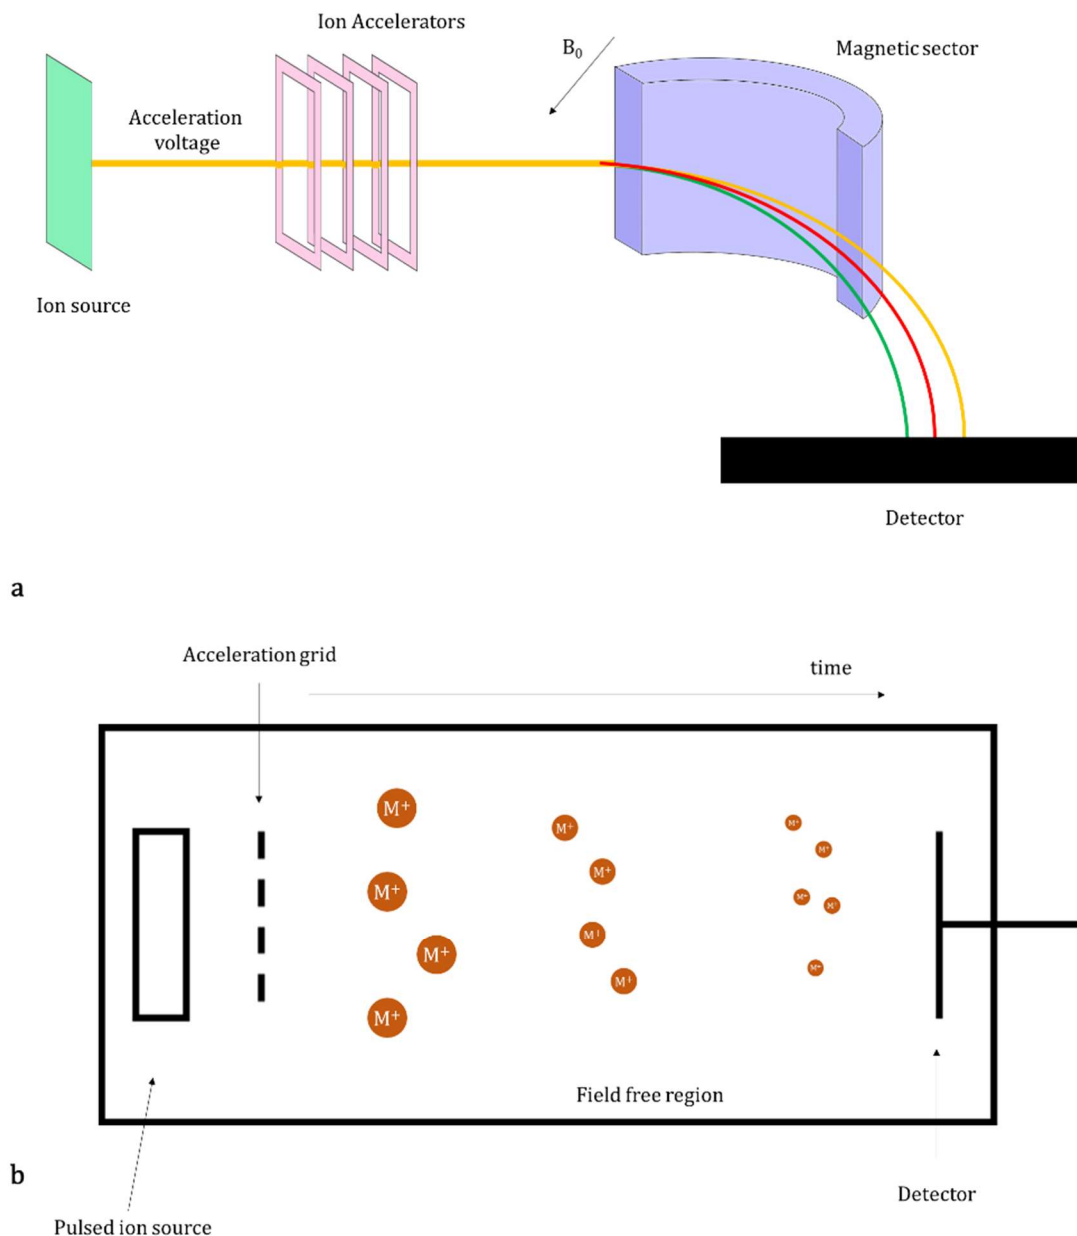 Ion Accelerators
B₀
Magnetic sector
Acceleration
voltage
Ion source
Detector
a
Acceleration grid
time
M⁺
M⁺
M⁺
M⁺
M⁺
M⁺
M⁺
M⁺
M⁺
M⁺
M⁺
M⁺
M⁺
Field free region
b
Detector
Pulsed ion source